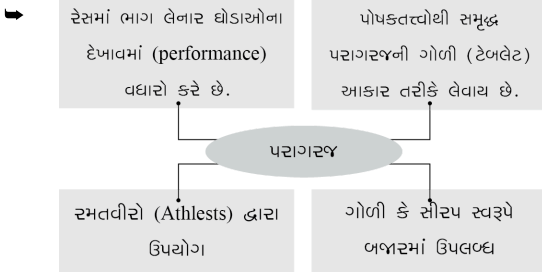 રેસમાં ભાગ લેનાર ઘોડાઓના
દેખાવમાં (performance)
વધારો કરે છે.
પોષકતત્ત્વોથી સમૃદ્ધ
પરાગરજની ગોળી (ટેબલેટ)
આકાર તરીકે લેવાય છે.
પરાગરજ
રમતવીરો (Athlests) દ્વારા
ઉપયોગ
ગોળી કે સીરપ સ્વરૂપે
બજારમાં ઉપલબ્ધ